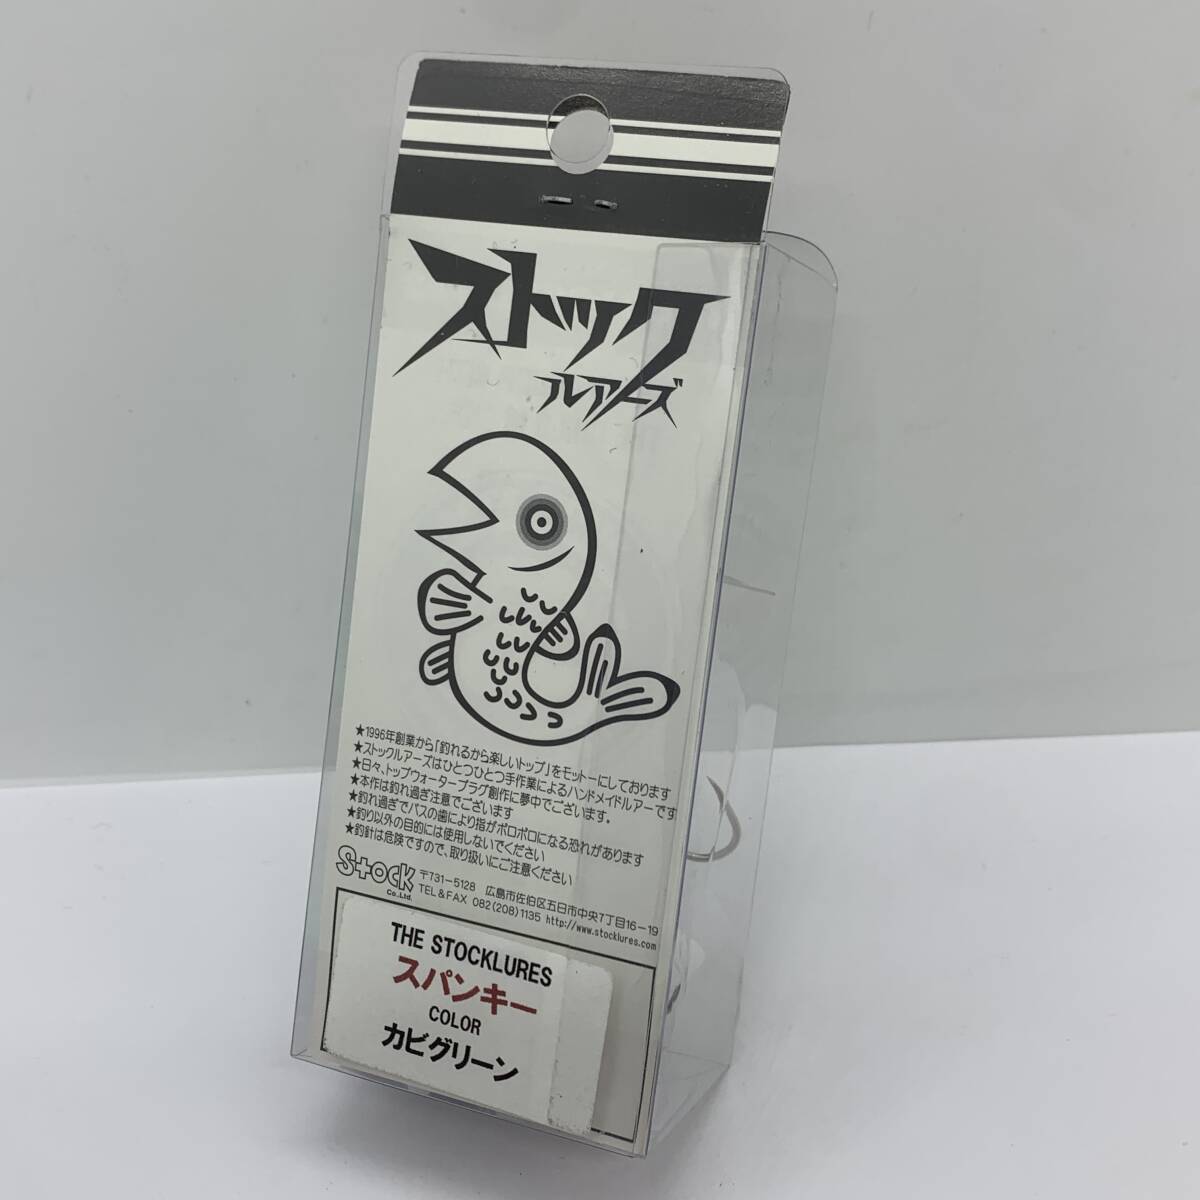 ストック
ルアーズ
★1996年創業から「釣れるから楽しいトップ」をモットーにしております
★ストックルアーズはひとつひとつ手作業によるハンドメイドルアーです
★日々、トップウォータープラグ創作に夢中でございます。
★本作は釣れ過ぎ注意でございます
★釣れ過ぎでバスの歯により指がボロボロになる恐れがあります
★釣り以外の目的には使用しないでください
★釣針は危険ですので、取り扱いにご注意ください
Stock Co.,Ltd.
〒731-5128 広島市佐伯区五日市中央7丁目16-19
TEL&FAX 082(208)1135 http://www.stocklures.com
THE STOCKLURES
スパンキー
COLOR
カビグリーン